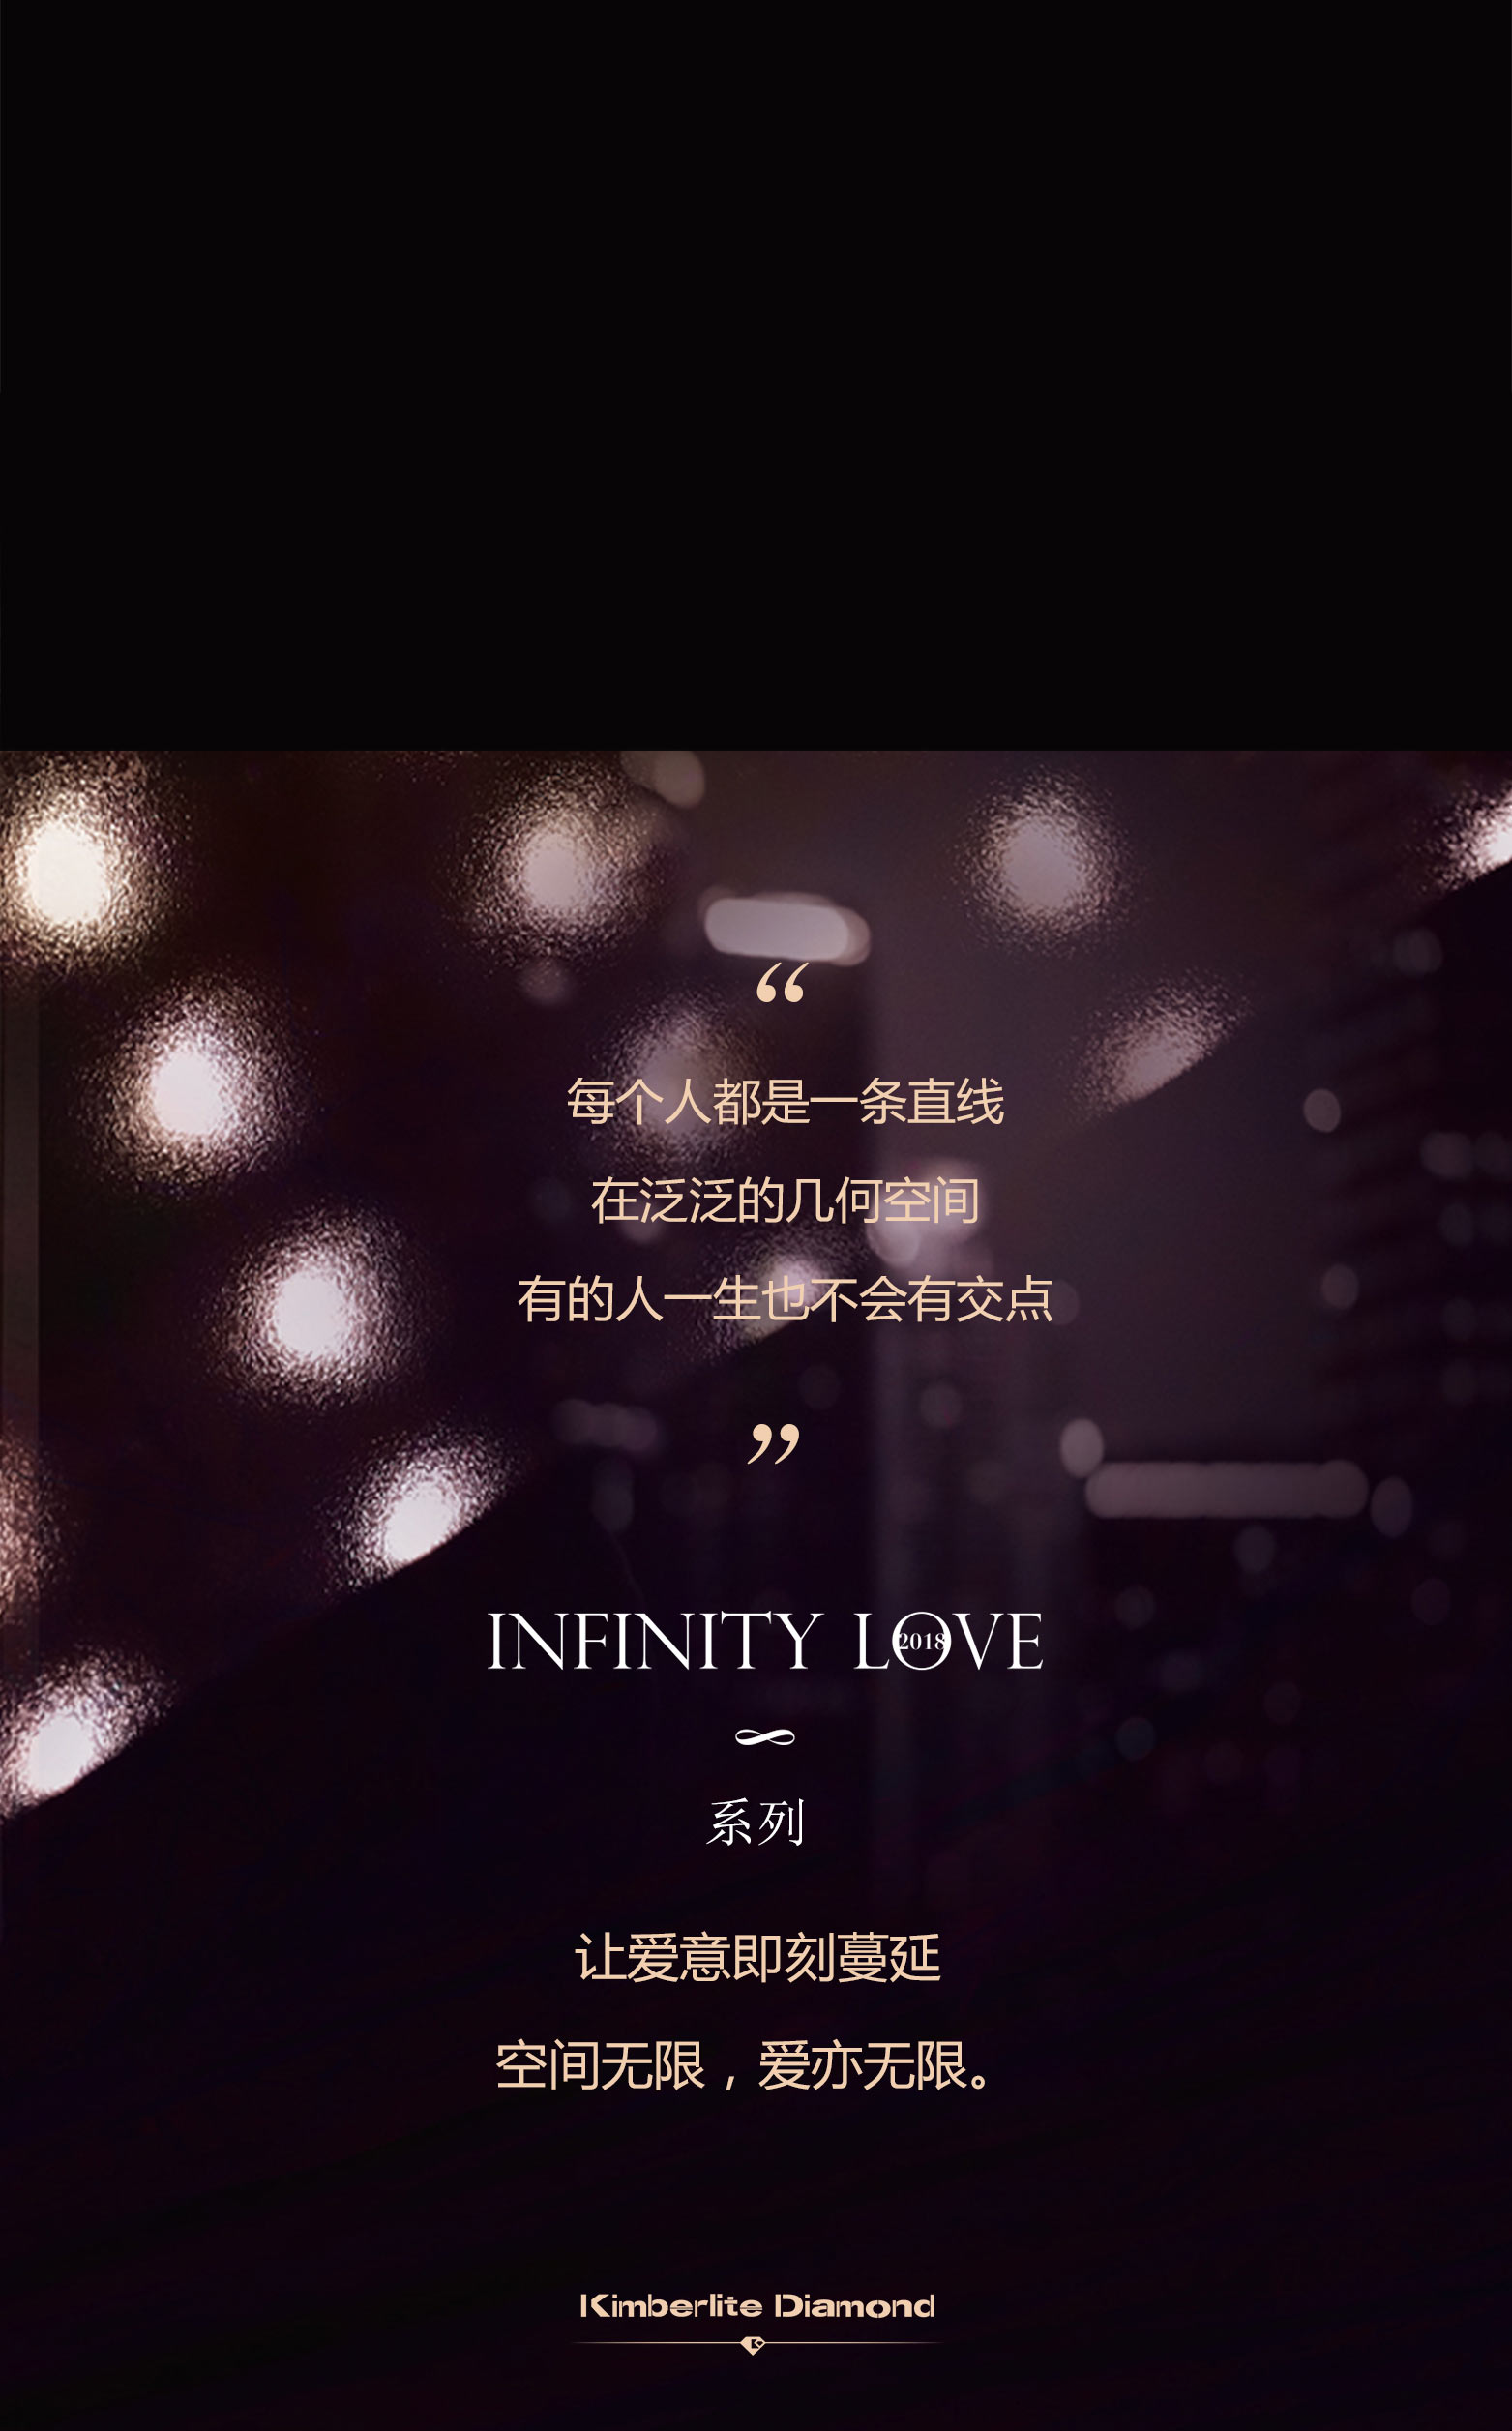 “
每个人都是一条直线
在泛泛的几何空间
有的人一生也不会有交点
”
INFINITY LOVE
2018
∞
系列
让爱意即刻蔓延
空间无限，爱亦无限。
Kimberlite Diamond